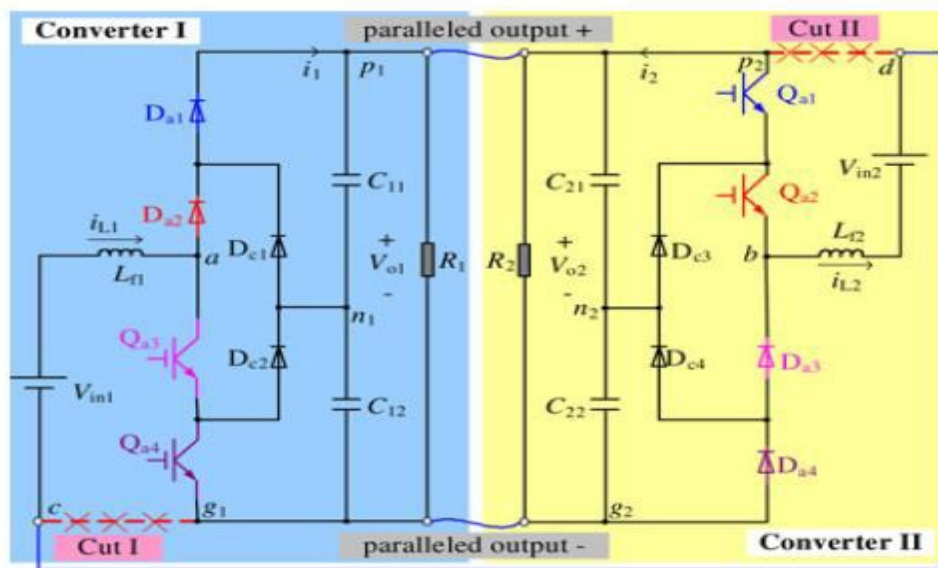 Converter I
paralleled output +
Cut II
i1
p1
i2
p2
d
Da1
Qa1
C11
C21
Vin2
Da2
Qa2
iL1
Lf1
a
Dc1
+
Vo1
-
R1
R2
+
Vo2
-
Dc3
b
Lf2
iL2
n1
n2
Qa3
Dc2
Dc4
Da3
Vin1
C12
C22
Qa4
Da4
c
g1
g2
Cut I
paralleled output -
Converter II